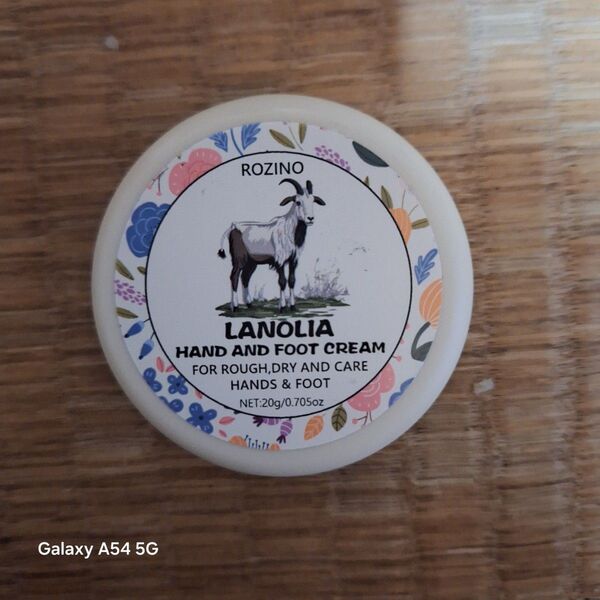 ROZINO
LANOLIA
HAND AND FOOT CREAM
FOR ROUGH,DRY AND CARE
HANDS & FOOT
NET:20g/0.705oz
Galaxy A54 5G